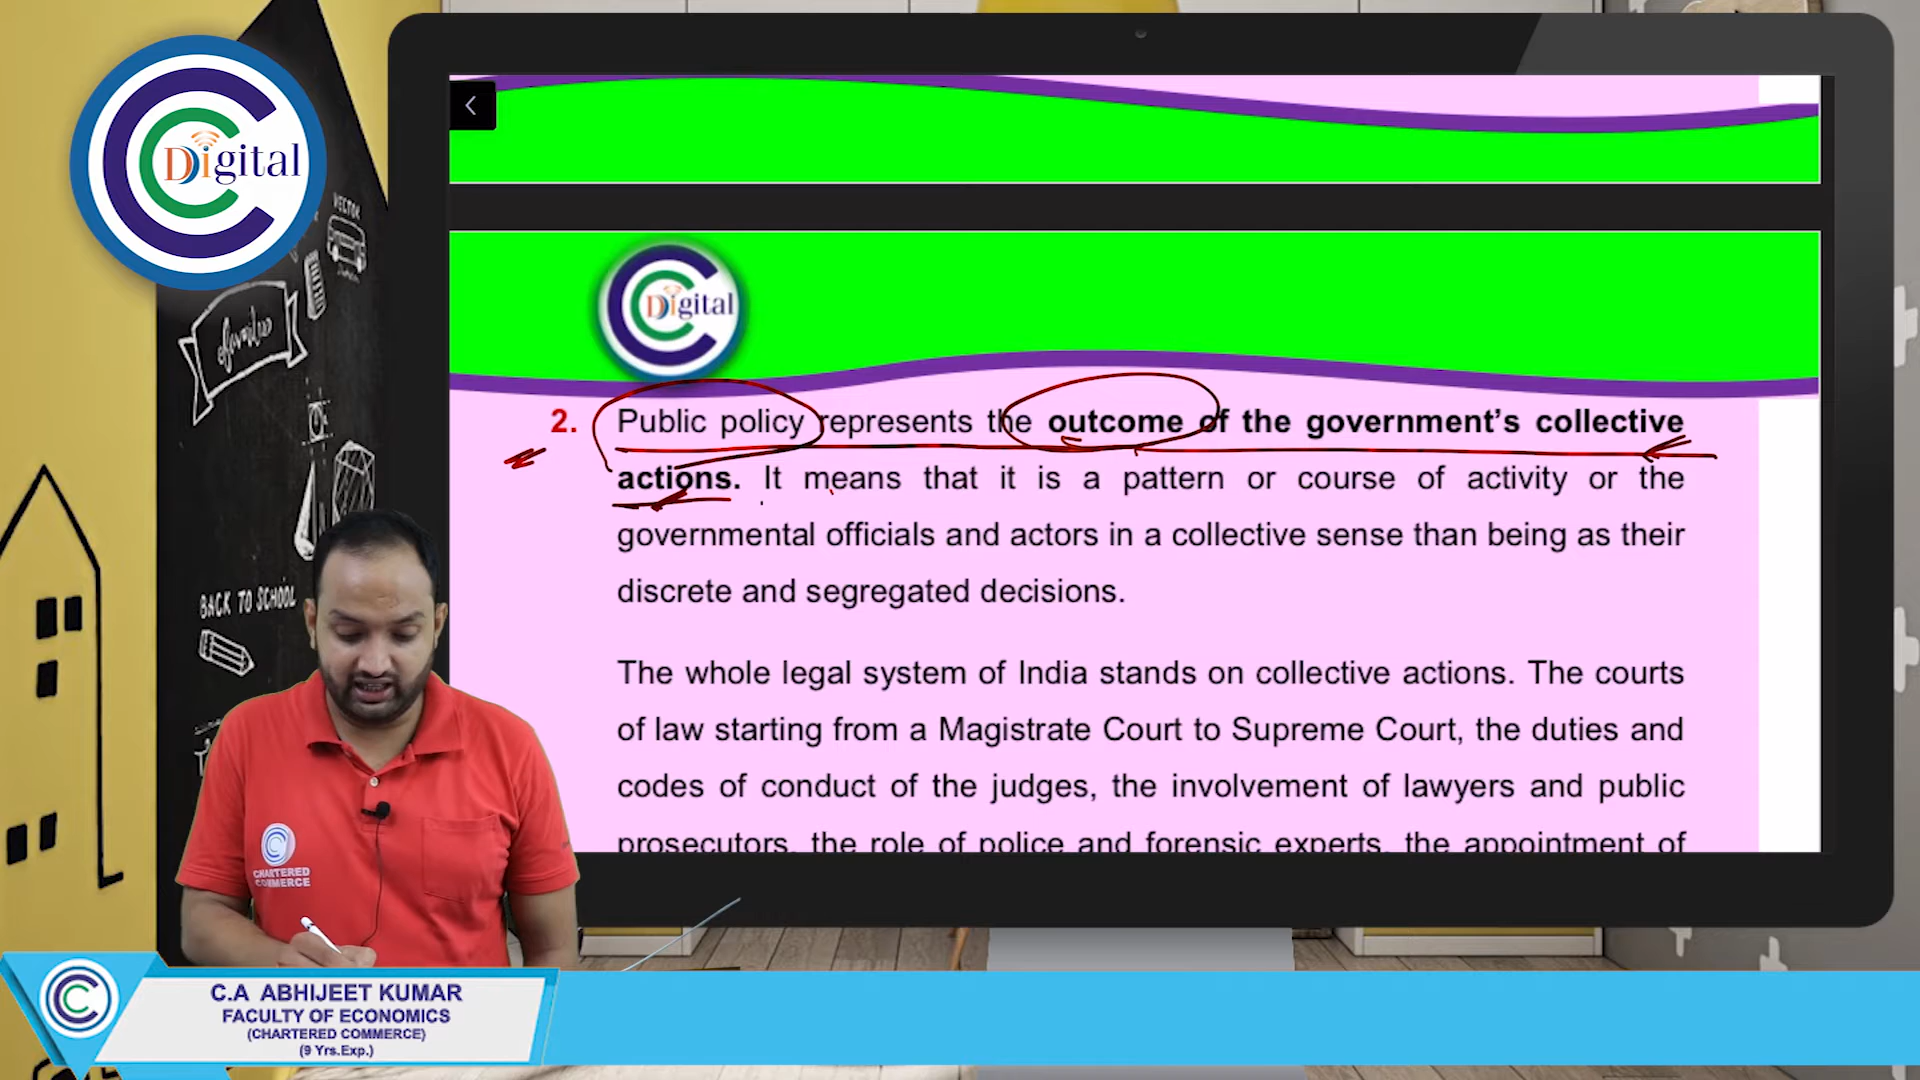 Digital
VECTOR
BACK TO SCHOOL
Digital
2. Public policy represents the outcome of the government's collective
actions. It means that it is a pattern or course of activity or the
governmental officials and actors in a collective sense than being as their
discrete and segregated decisions.
The whole legal system of India stands on collective actions. The courts
of law starting from a Magistrate Court to Supreme Court, the duties and
codes of conduct of the judges, the involvement of lawyers and public
prosecutors, the role of police and forensic experts, the appointment of
CHARTERED
COMMERCE
C.A ABHIJEET KUMAR
FACULTY OF ECONOMICS
(CHARTERED COMMERCE)
(9 Yrs.Exp.)